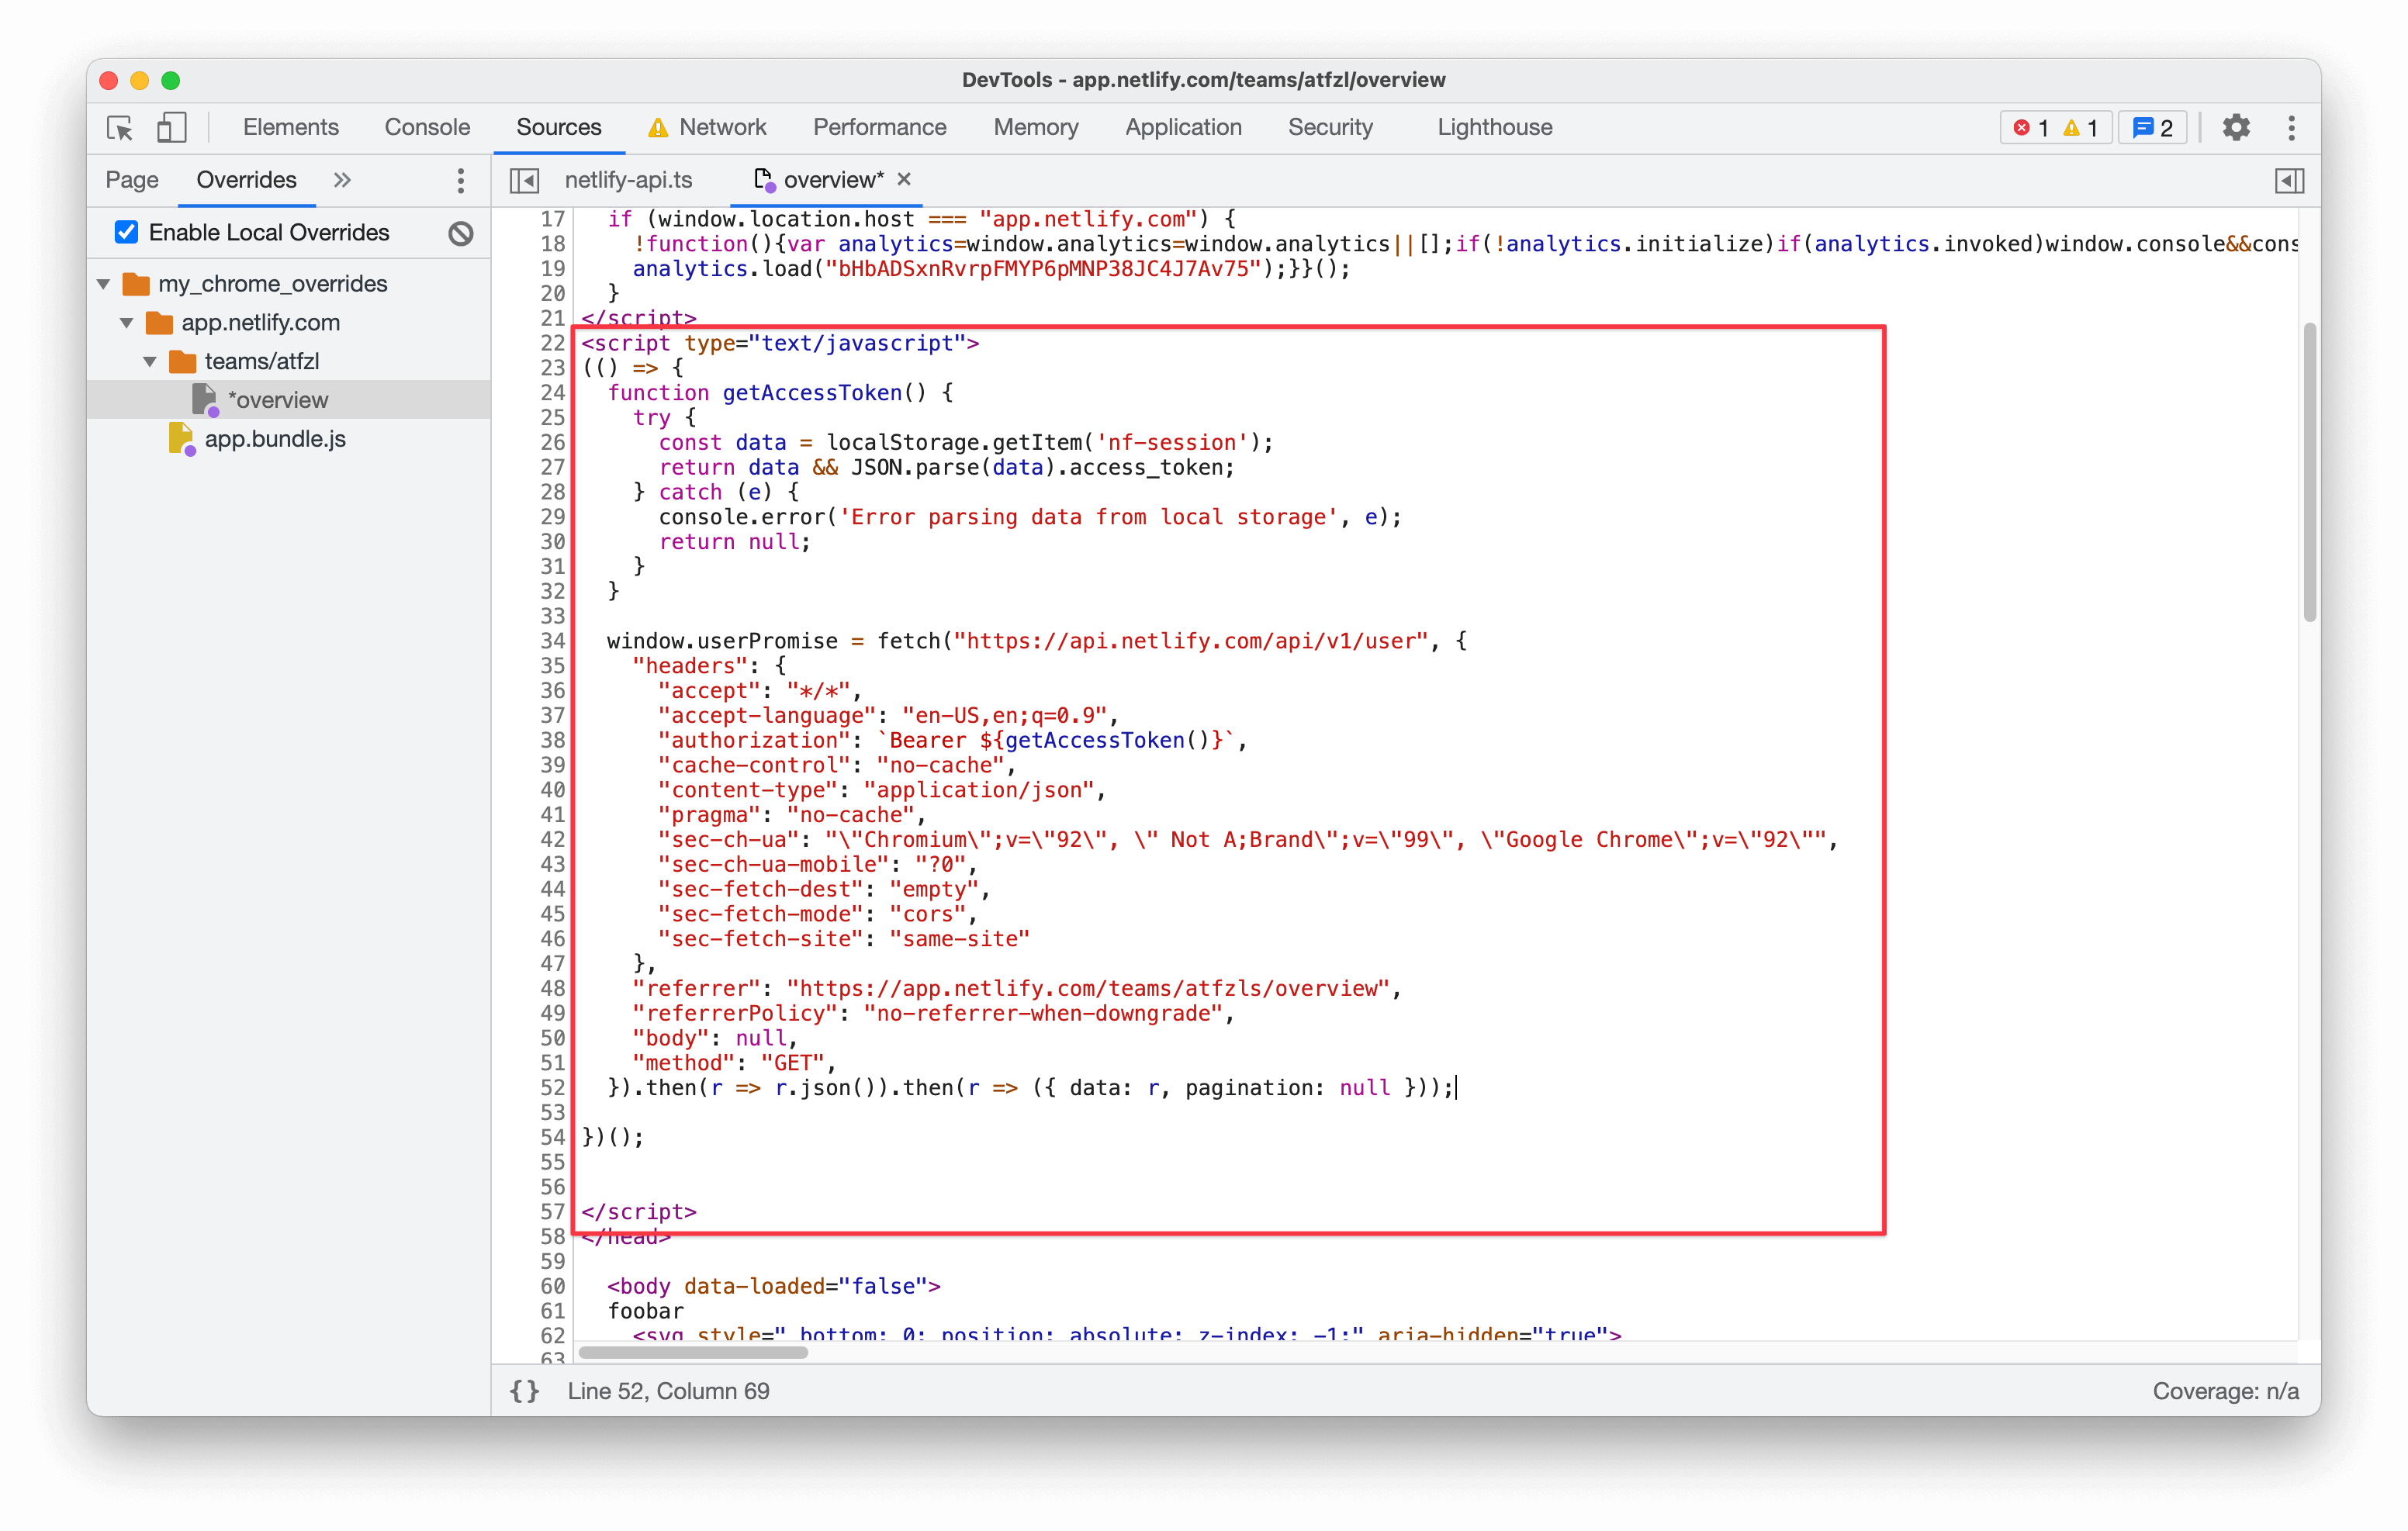 DevTools - app.netlify.com/teams/atfzl/overview
Elements Console Sources Network Performance Memory Application Security Lighthouse 1 1 2
Page Overrides » netlify-api.ts overview* ×
Enable Local Overrides
my_chrome_overrides
app.netlify.com
teams/atfzl
*overview
app.bundle.js
17 if (window.location.host === "app.netlify.com") {
18 !function(){var analytics=window.analytics=window.analytics||[];if(!analytics.initialize)if(analytics.invoked)window.console&&cons
19 analytics.load("bHbADSxnRvrpFMYP6pMNP38JC4J7Av75");}}();
20 }
21 </script>
22 <script type="text/javascript">
23 (() => {
24 function getAccessToken() {
25 try {
26 const data = localStorage.getItem('nf-session');
27 return data && JSON.parse(data).access_token;
28 } catch (e) {
29 console.error('Error parsing data from local storage', e);
30 return null;
31 }
32 }
33
34 window.userPromise = fetch("https://api.netlify.com/api/v1/user", {
35 "headers": {
36 "accept": "*/*",
37 "accept-language": "en-US,en;q=0.9",
38 "authorization": `Bearer ${getAccessToken()}`,
39 "cache-control": "no-cache",
40 "content-type": "application/json",
41 "pragma": "no-cache",
42 "sec-ch-ua": "\"Chromium\";v=\"92\", \" Not A;Brand\";v=\"99\", \"Google Chrome\";v=\"92\"",
43 "sec-ch-ua-mobile": "?0",
44 "sec-fetch-dest": "empty",
45 "sec-fetch-mode": "cors",
46 "sec-fetch-site": "same-site"
47 },
48 "referrer": "https://app.netlify.com/teams/atfzls/overview",
49 "referrerPolicy": "no-referrer-when-downgrade",
50 "body": null,
51 "method": "GET",
52 }).then(r => r.json()).then(r => ({ data: r, pagination: null }));
53
54 })();
55
56
57 </script>
58 </head>
59
60 <body data-loaded="false">
61 foobar
62 <svg style=" bottom: 0; position: absolute; z-index: -1;" aria-hidden="true">
63
{} Line 52, Column 69 Coverage: n/a